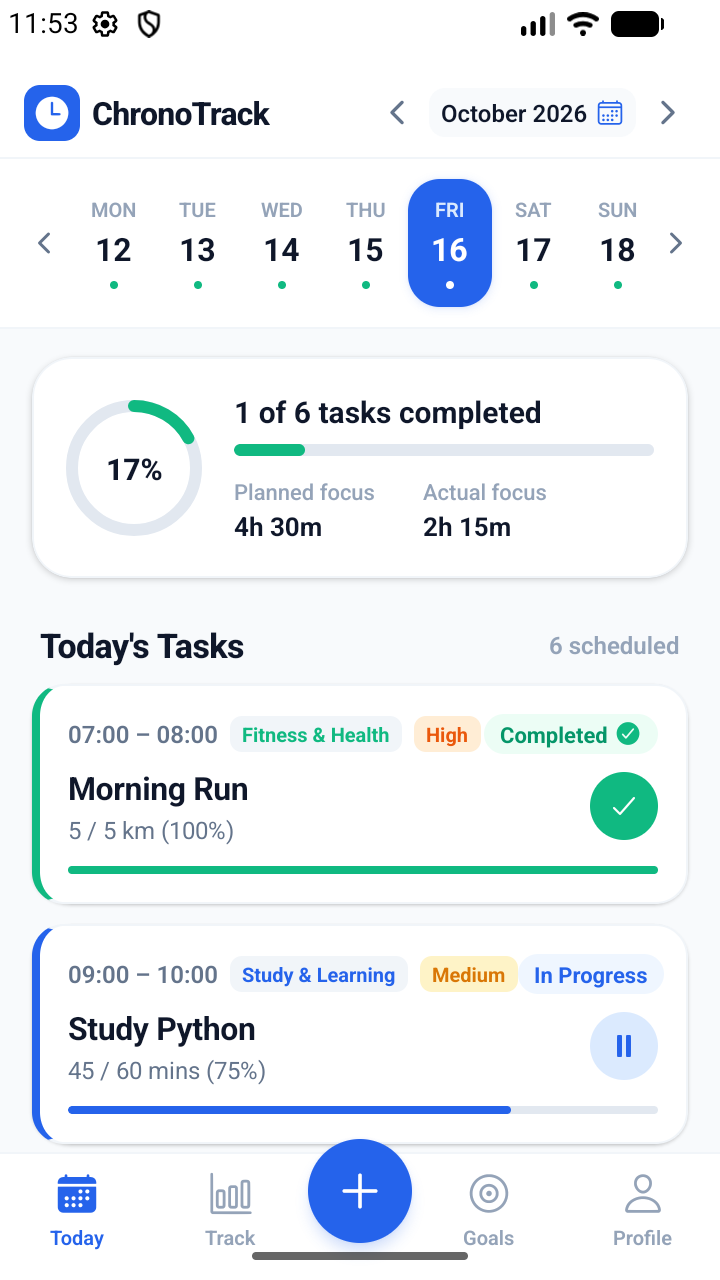 11:53
ChronoTrack
October 2026
MON TUE WED THU FRI SAT SUN
12 13 14 15 16 17 18
17%
1 of 6 tasks completed
Planned focus Actual focus
4h 30m 2h 15m
Today's Tasks 6 scheduled
07:00 – 08:00 Fitness & Health High Completed
Morning Run
5 / 5 km (100%)
09:00 – 10:00 Study & Learning Medium In Progress
Study Python
45 / 60 mins (75%)
Today Track Goals Profile